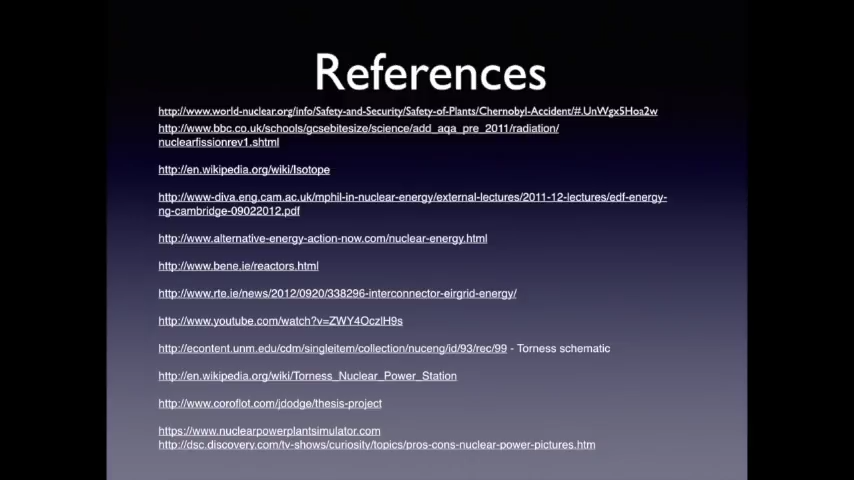 References
http://www.world-nuclear.org/info/Safety-and-Security/Safety-of-Plants/Chernobyl-Accident/#.UnWgx5Hoa2w
http://www.bbc.co.uk/schools/gcsebitesize/science/add_aqa_pre_2011/radiation/
nuclearfissionrev1.shtml
http://en.wikipedia.org/wiki/Isotope
http://www-diva.eng.cam.ac.uk/mphil-in-nuclear-energy/external-lectures/2011-12-lectures/edf-energy-
ng-cambridge-09022012.pdf
http://www.alternative-energy-action-now.com/nuclear-energy.html
http://www.bene.ie/reactors.html
http://www.rte.ie/news/2012/0920/338296-interconnector-eirgrid-energy/
http://www.youtube.com/watch?v=ZWY4OczlH9s
http://econtent.unm.edu/cdm/singleitem/collection/nuceng/id/93/rec/99 - Torness schematic
http://en.wikipedia.org/wiki/Torness_Nuclear_Power_Station
http://www.coroflot.com/jdodge/thesis-project
https://www.nuclearpowerplantsimulator.com
http://dsc.discovery.com/tv-shows/curiosity/topics/pros-cons-nuclear-power-pictures.htm